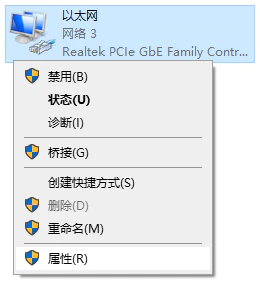 以太网
网络 3
Realtek PCIe GbE Family Contr...
禁用(B)
状态(U)
诊断(I)
桥接(G)
创建快捷方式(S)
删除(D)
重命名(M)
属性(R)